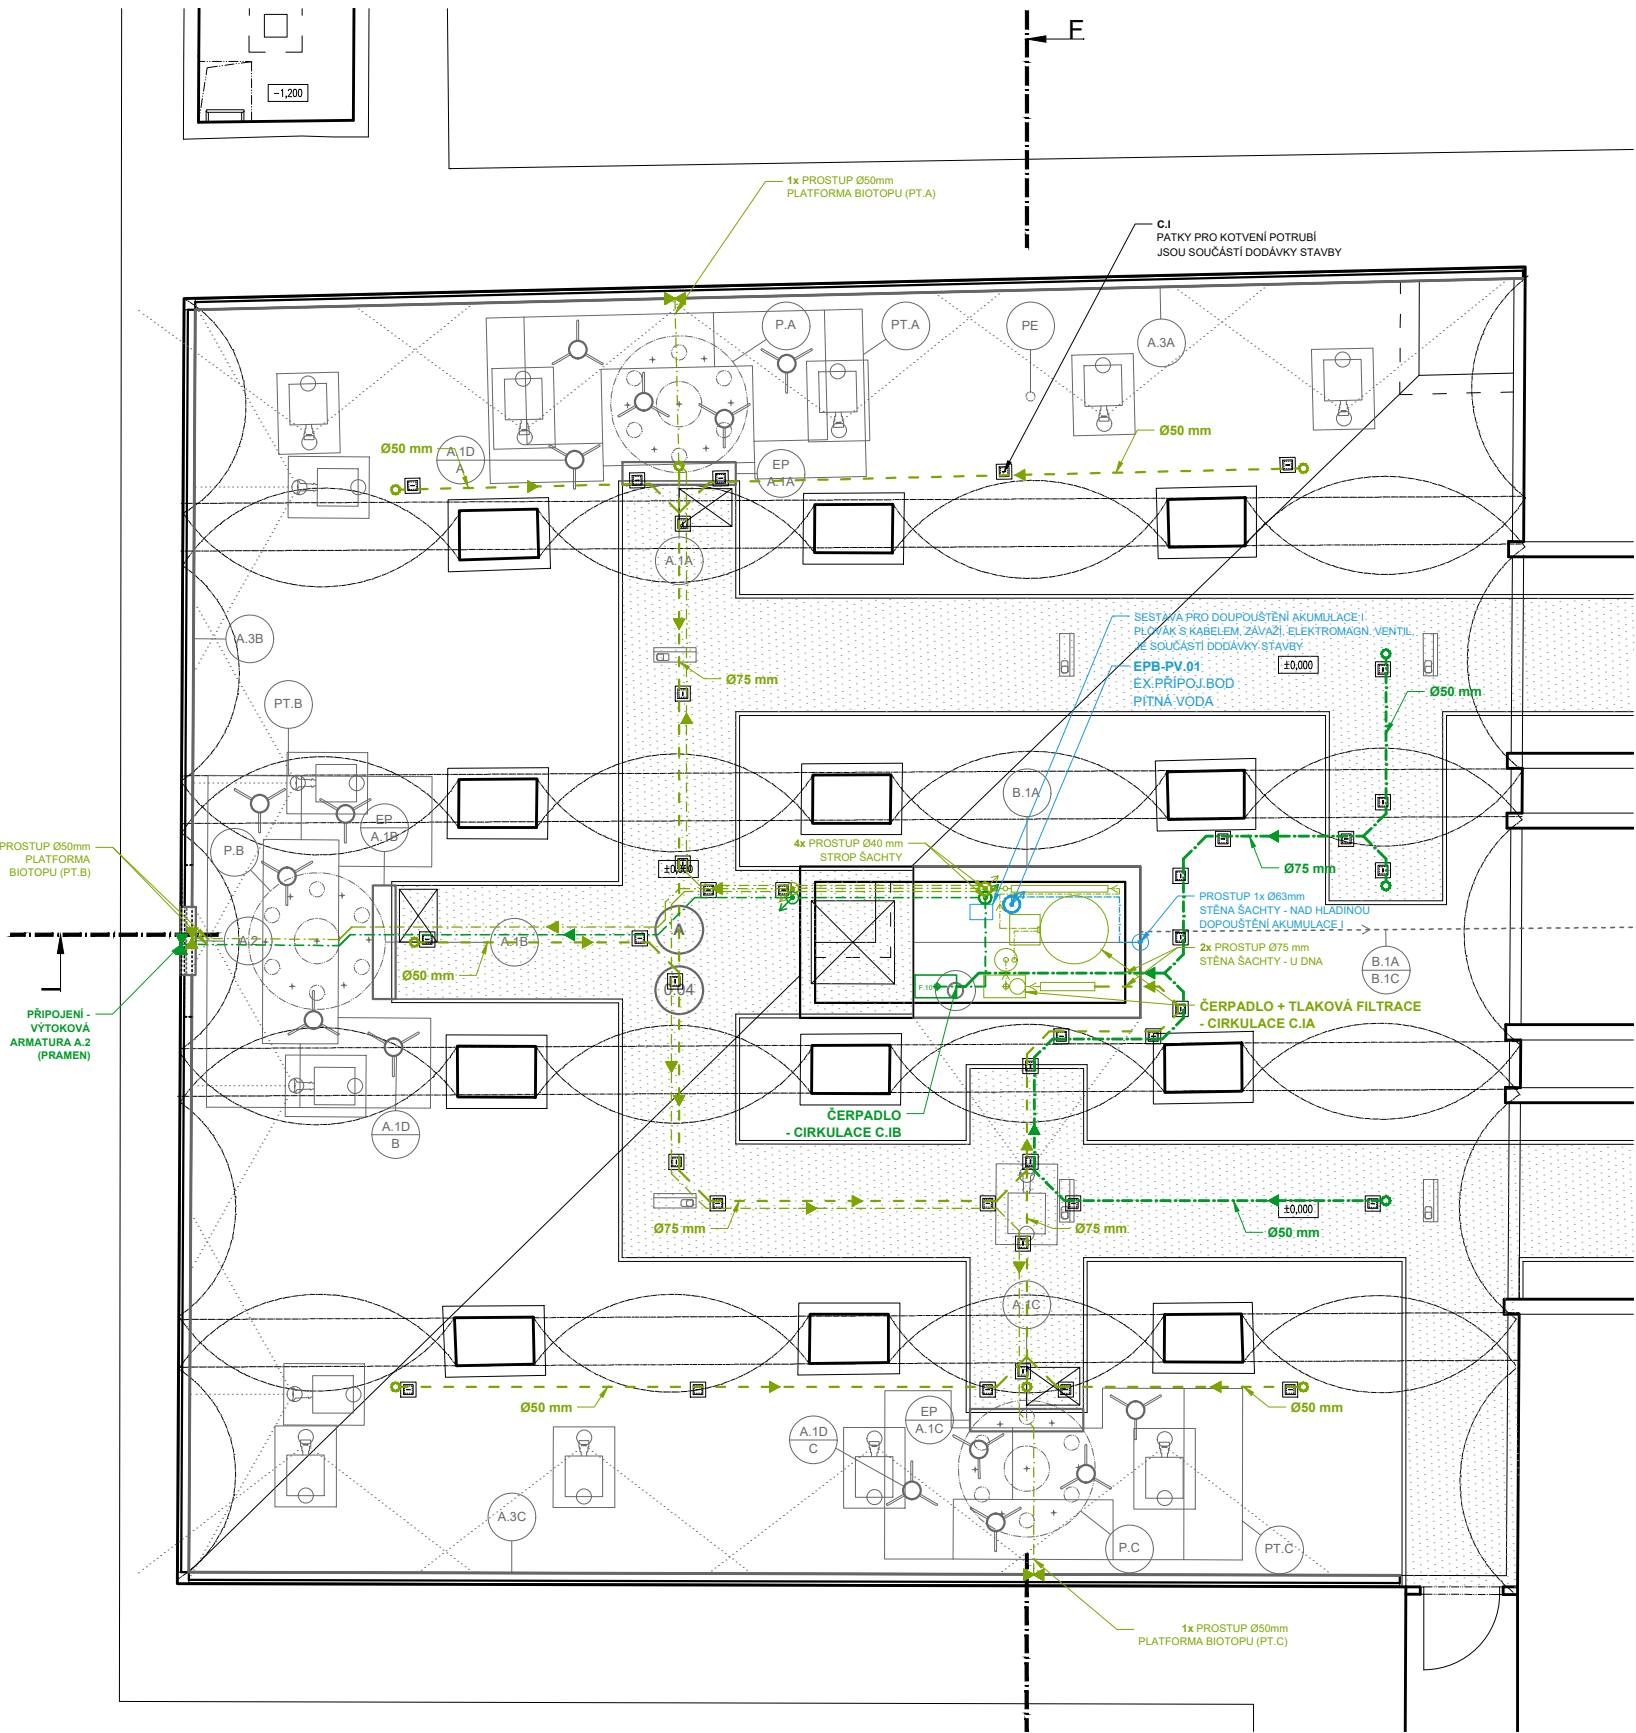 -1,200
F
1x PROSTUP Ø50mm
PLATFORMA BIOTOPU (PT.A)
C.I
PATKY PRO KOTVENÍ POTRUBÍ
JSOU SOUČÁSTÍ DODÁVKY STAVBY
P.A
PT.A
PE
A.3A
Ø50 mm
A.1D
A
EP
A.1A
Ø50 mm
A.1A
A.3B
SESTAVA PRO DOUPOUŠTĚNÍ AKUMULACE I
PLOVÁK S KABELEM, ZÁVAŽÍ, ELEKTROMAGN. VENTIL.
JE SOUČÁSTÍ DODÁVKY STAVBY
EPB-PV.01
EX.PŘIPOJ.BOD
PITNÁ VODA
±0,000
Ø75 mm
Ø50 mm
PT.B
B.1A
EP
A.1B
P.B
PROSTUP Ø50mm
PLATFORMA
BIOTOPU (PT.B)
4x PROSTUP Ø40 mm
STROP ŠACHTY
±0,000
Ø75 mm
PROSTUP 1x Ø63mm
STĚNA ŠACHTY - NAD HLADINOU
DOPOUŠTĚNÍ AKUMULACE I
A
A.2
A.1B
Ø50 mm
2x PROSTUP Ø75 mm
STĚNA ŠACHTY - U DNA
B.1A
B.1C
0.04
F.10
PŘIPOJENÍ -
VÝTOKOVÁ
ARMATURA A.2
(PRAMEN)
ČERPADLO + TLAKOVÁ FILTRACE
- CIRKULACE C.IA
ČERPADLO
- CIRKULACE C.IB
A.1D
B
Ø75 mm
Ø75 mm
±0,000
Ø50 mm
A.1C
Ø50 mm
EP
A.1C
Ø50 mm
A.1D
C
A.3C
P.C
PT.C
1x PROSTUP Ø50mm
PLATFORMA BIOTOPU (PT.C)